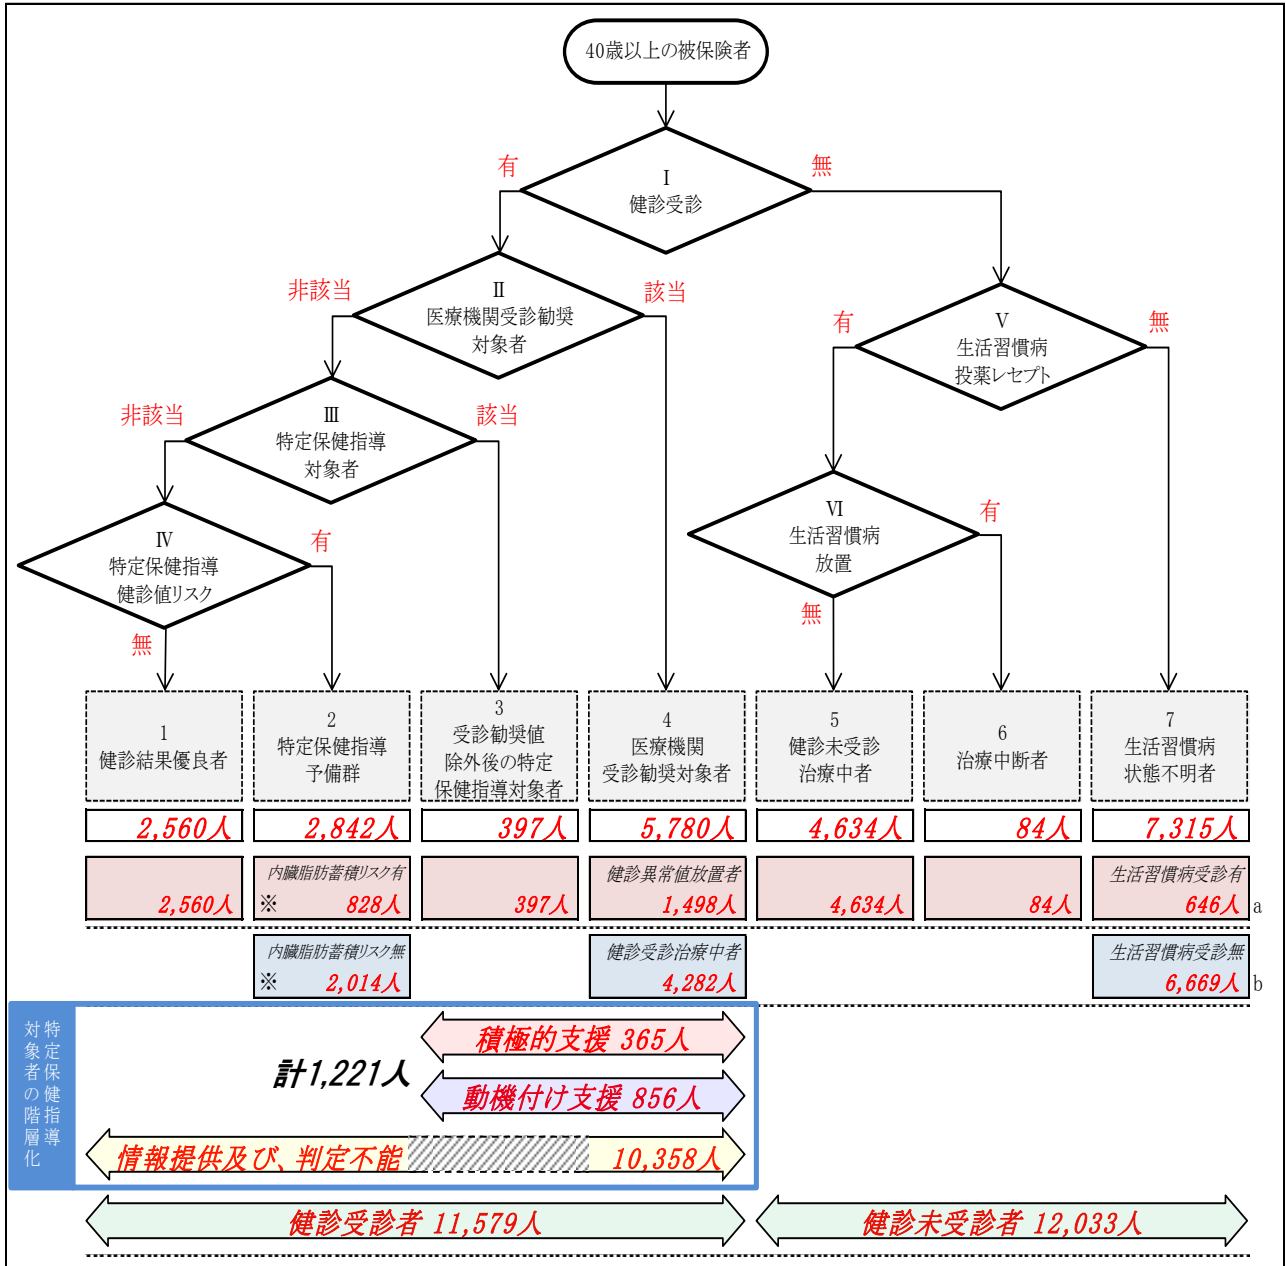 40歳以上の被保険者
有
無
Ⅰ
健診受診
非該当
該当
Ⅱ
医療機関受診勧奨
対象者
有
無
Ⅴ
生活習慣病
投薬レセプト
非該当
該当
Ⅲ
特定保健指導
対象者
有
Ⅳ
特定保健指導
健診値リスク
無
Ⅵ
生活習慣病
放置
有
無
1
健診結果優良者
2
特定保健指導
予備群
3
受診勧奨値
除外後の特定
保健指導対象者
4
医療機関
受診勧奨対象者
5
健診未受診
治療中者
6
治療中断者
7
生活習慣病
状態不明者
2,560人
2,842人
397人
5,780人
4,634人
84人
7,315人
2,560人
内臓脂肪蓄積リスク有
※ 828人
397人
健診異常値放置者
1,498人
4,634人
84人
生活習慣病受診有
646人
a
内臓脂肪蓄積リスク無
※ 2,014人
健診受診治療中者
4,282人
生活習慣病受診無
6,669人
b
特定保健指導
対象者の階層化
積極的支援 365人
計1,221人
動機付け支援 856人
情報提供及び、判定不能 10,358人
健診受診者 11,579人
健診未受診者 12,033人